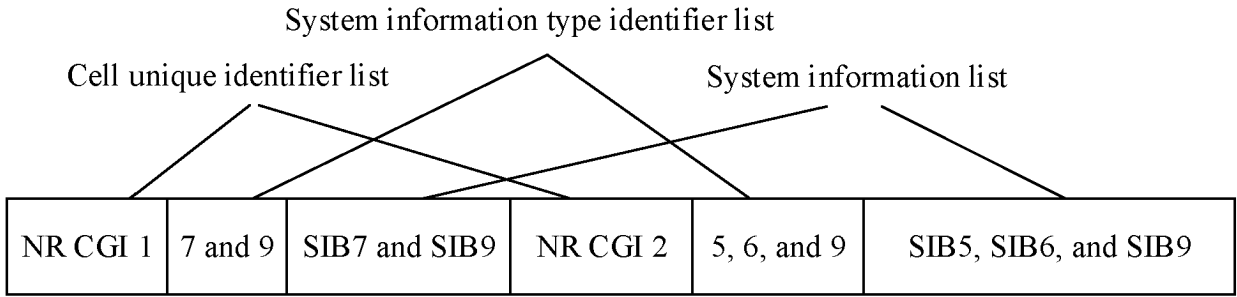 System information type identifier list
Cell unique identifier list
System information list
NR CGI 1
7 and 9
SIB7 and SIB9
NR CGI 2
5, 6, and 9
SIB5, SIB6, and SIB9